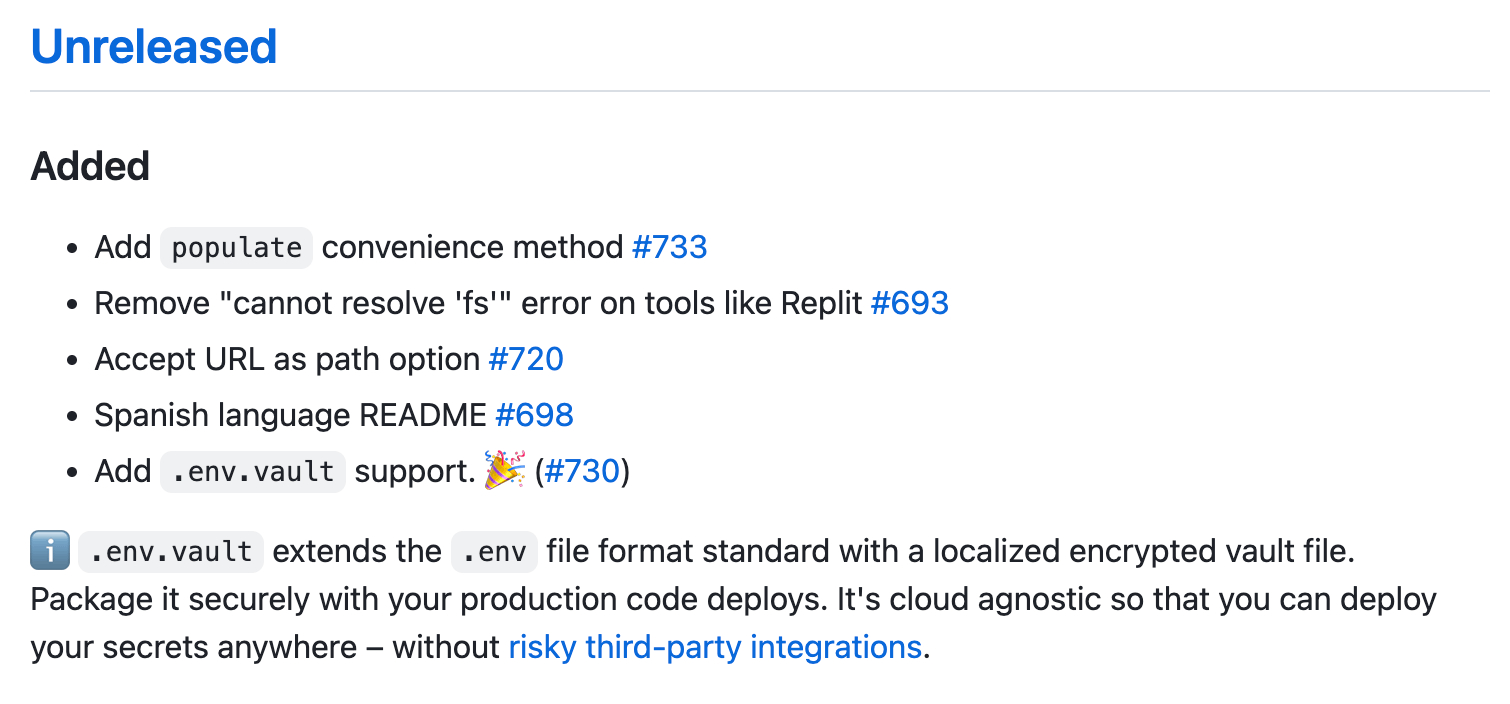 Unreleased
Added
• Add populate convenience method #733
• Remove "cannot resolve 'fs'" error on tools like Replit #693
• Accept URL as path option #720
• Spanish language README #698
• Add .env.vault support. 🎉 (#730)
ℹ️ .env.vault extends the .env file format standard with a localized encrypted vault file.
Package it securely with your production code deploys. It's cloud agnostic so that you can deploy
your secrets anywhere – without risky third-party integrations.